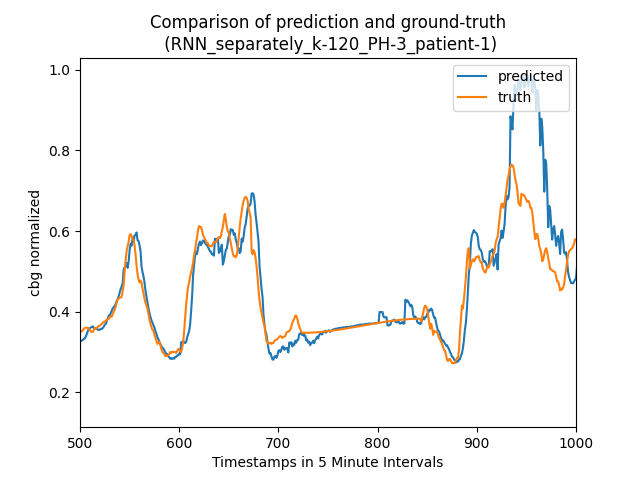 Comparison of prediction and ground-truth
(RNN_separately_k-120_PH-3_patient-1)
predicted
truth
cbg normalized
1.0
0.8
0.6
0.4
0.2
500 600 700 800 900 1000
Timestamps in 5 Minute Intervals